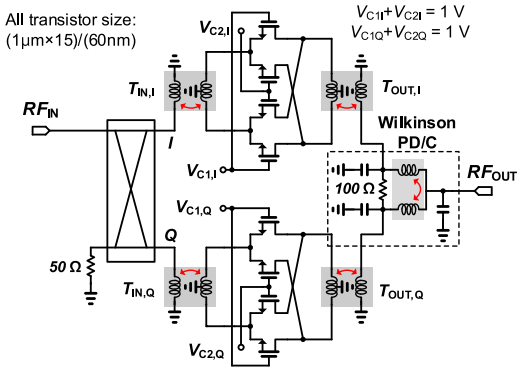 All transistor size:
(1μm×15)/(60nm)
V_C1I+V_C2I = 1 V
V_C1Q+V_C2Q = 1 V
V_C2,I
T_IN,I
T_OUT,I
RF_IN
I
V_C1,I
Wilkinson
PD/C
RF_OUT
100 Ω
V_C1,Q
Q
50 Ω
T_IN,Q
T_OUT,Q
V_C2,Q